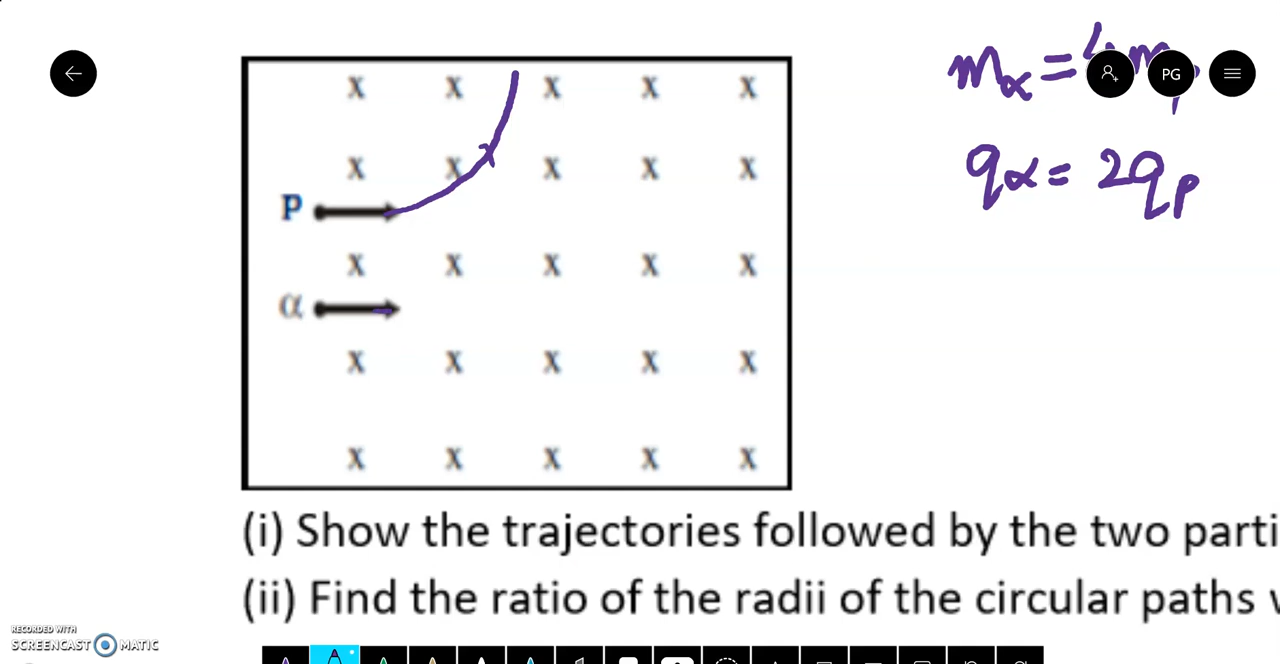 mα = 4m
PG
qα = 2qp
x x x x x
x x x x x
P
x x x x x
α
x x x x x
x x x x x
(i) Show the trajectories followed by the two parti
(ii) Find the ratio of the radii of the circular paths
RECORDED WITH
SCREENCAST MATIC